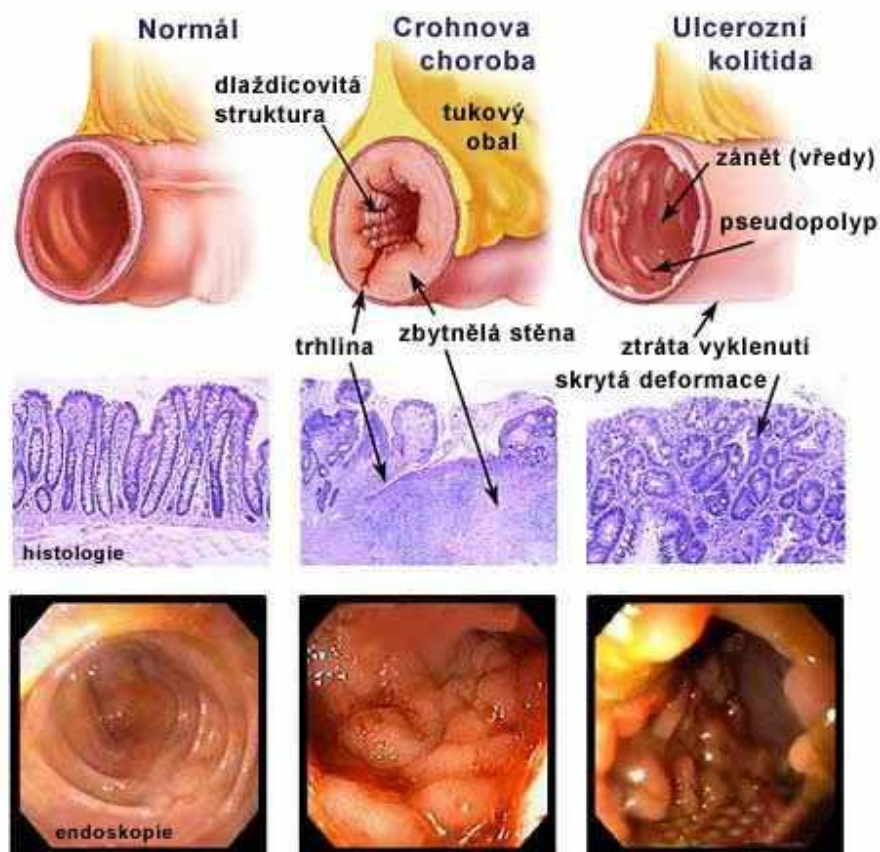 Normál
Crohnova
choroba
Ulcerozní
kolitida
dlaždicovitá
struktura
tukový
obal
zánět (vředy)
pseudopolyp
trhlina
zbytnělá stěna
ztráta vyklenutí
skrytá deformace
histologie
endoskopie